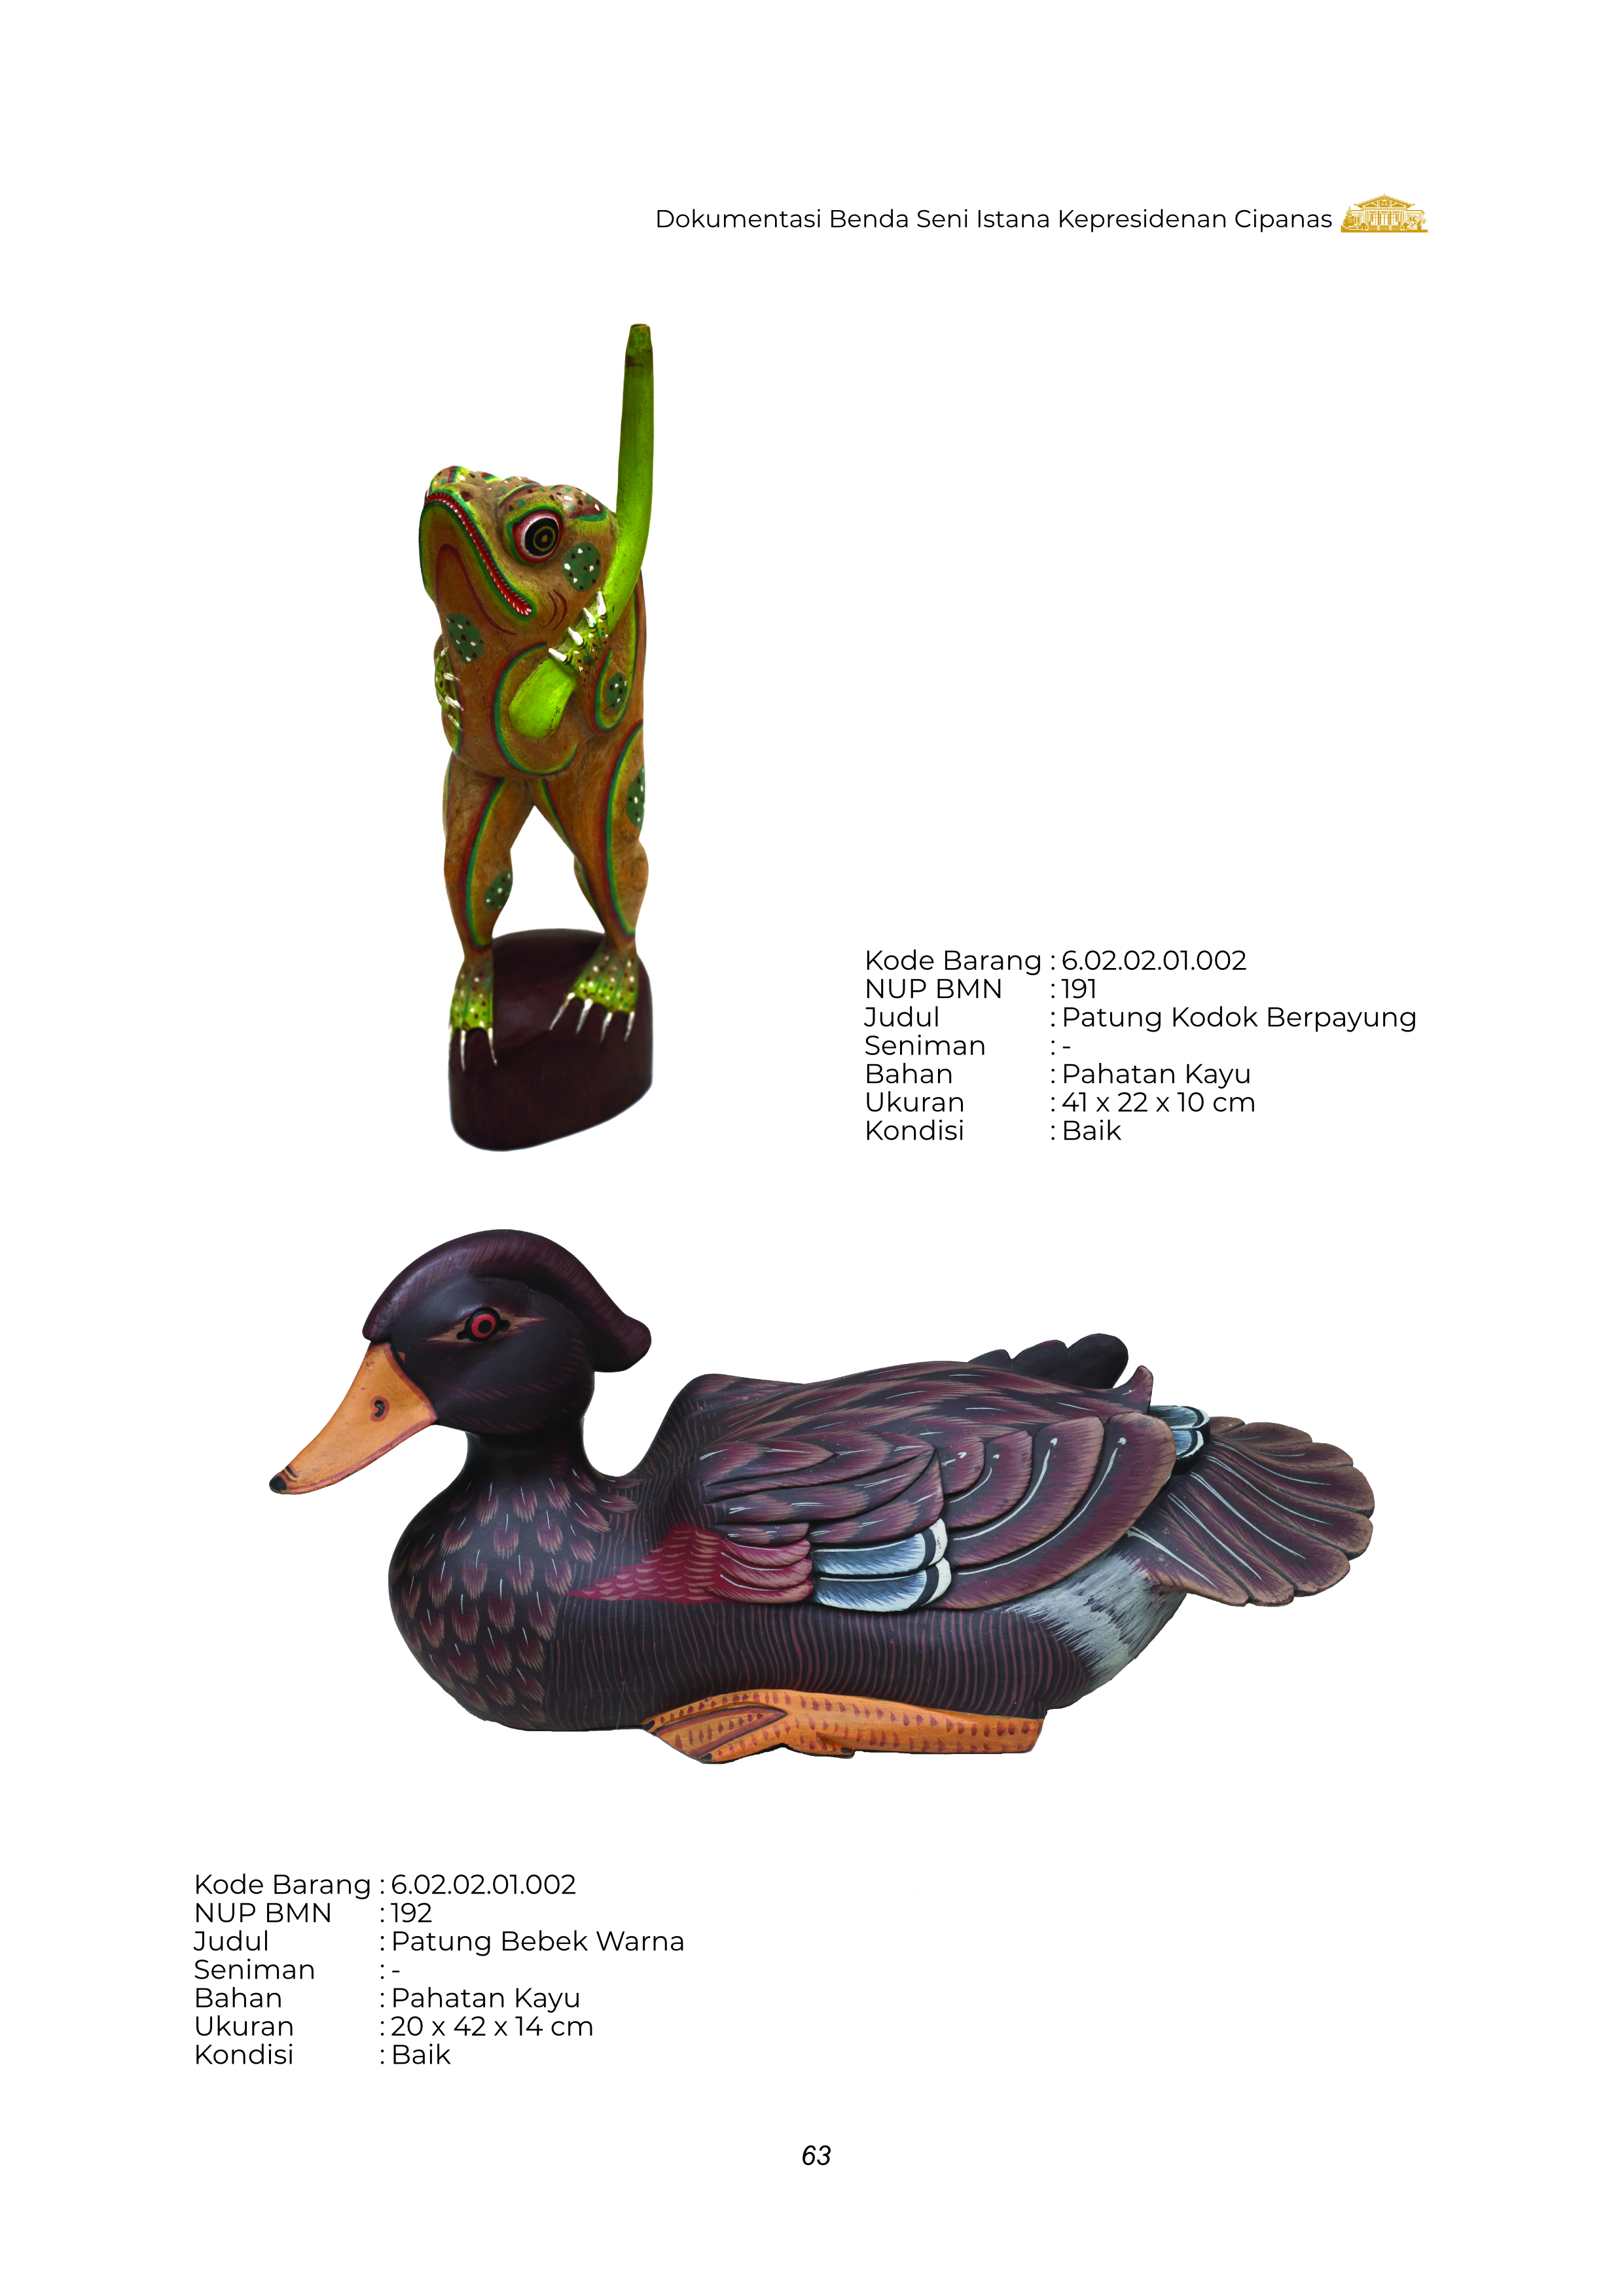 Dokumentasi Benda Seni Istana Kepresidenan Cipanas
Kode Barang : 6.02.02.01.002
NUP BMN : 191
Judul : Patung Kodok Berpayung
Seniman : -
Bahan : Pahatan Kayu
Ukuran : 41 x 22 x 10 cm
Kondisi : Baik
Kode Barang : 6.02.02.01.002
NUP BMN : 192
Judul : Patung Bebek Warna
Seniman : -
Bahan : Pahatan Kayu
Ukuran : 20 x 42 x 14 cm
Kondisi : Baik
63